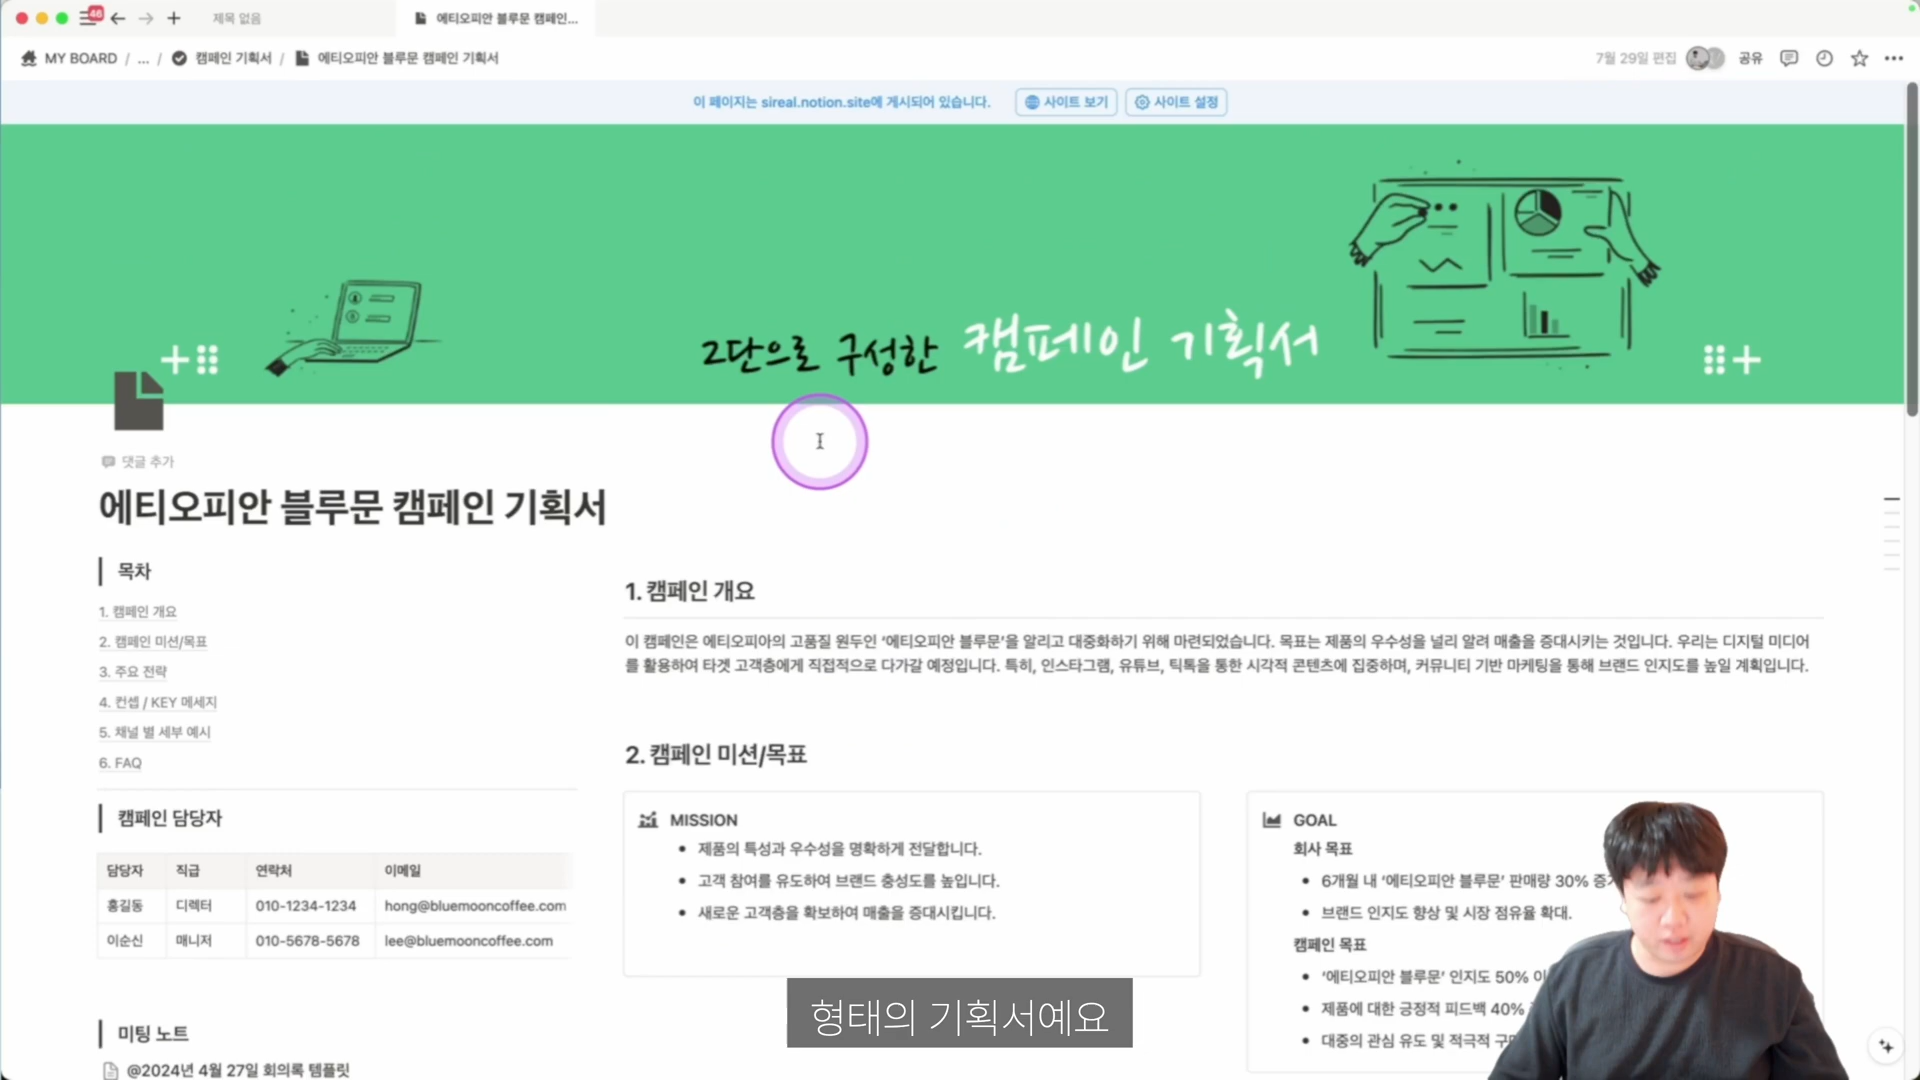 46
제목 없음
에티오피안 블루문 캠페인...
MY BOARD / ... / 캠페인 기획서 / 에티오피안 블루문 캠페인 기획서
7월 29일 편집
공유
이 페이지는 sireal.notion.site에 게시되어 있습니다.
사이트 보기
사이트 설정
2단으로 구성한 캠페인 기획서
댓글 추가
에티오피안 블루문 캠페인 기획서
목차
1. 캠페인 개요
2. 캠페인 미션/목표
3. 주요 전략
4. 컨셉 / KEY 메세지
5. 채널 별 세부 예시
6. FAQ
캠페인 담당자
담당자 직급 연락처 이메일
홍길동 디렉터 010-1234-1234 hong@bluemooncoffee.com
이순신 매니저 010-5678-5678 lee@bluemooncoffee.com
미팅 노트
@2024년 4월 27일 회의록 템플릿
1. 캠페인 개요
이 캠페인은 에티오피아의 고품질 원두인 ‘에티오피안 블루문’을 알리고 대중화하기 위해 마련되었습니다. 목표는 제품의 우수성을 널리 알려 매출을 증대시키는 것입니다. 우리는 디지털 미디어
를 활용하여 타겟 고객층에게 직접적으로 다가갈 예정입니다. 특히, 인스타그램, 유튜브, 틱톡을 통한 시각적 콘텐츠에 집중하며, 커뮤니티 기반 마케팅을 통해 브랜드 인지도를 높일 계획입니다.
2. 캠페인 미션/목표
MISSION
제품의 특성과 우수성을 명확하게 전달합니다.
고객 참여를 유도하여 브랜드 충성도를 높입니다.
새로운 고객층을 확보하여 매출을 증대시킵니다.
GOAL
회사 목표
6개월 내 ‘에티오피안 블루문’ 판매량 30%
브랜드 인지도 향상 및 시장 점유율 확대.
캠페인 목표
‘에티오피안 블루문’ 인지도 50%
제품에 대한 긍정적 피드백 40%
대중의 관심 유도 및 적극적
형태의 기획서예요